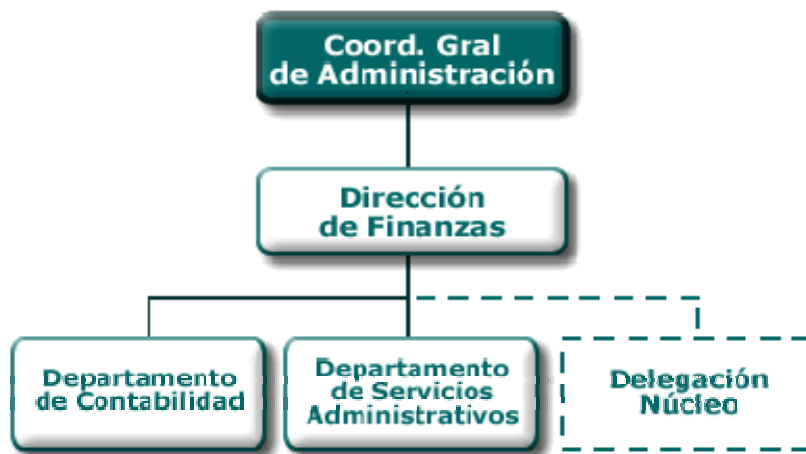 Coord. Gral
de Administración
Dirección
de Finanzas
Departamento
de Contabilidad
Departamento
de Servicios
Administrativos
Delegación
Núcleo